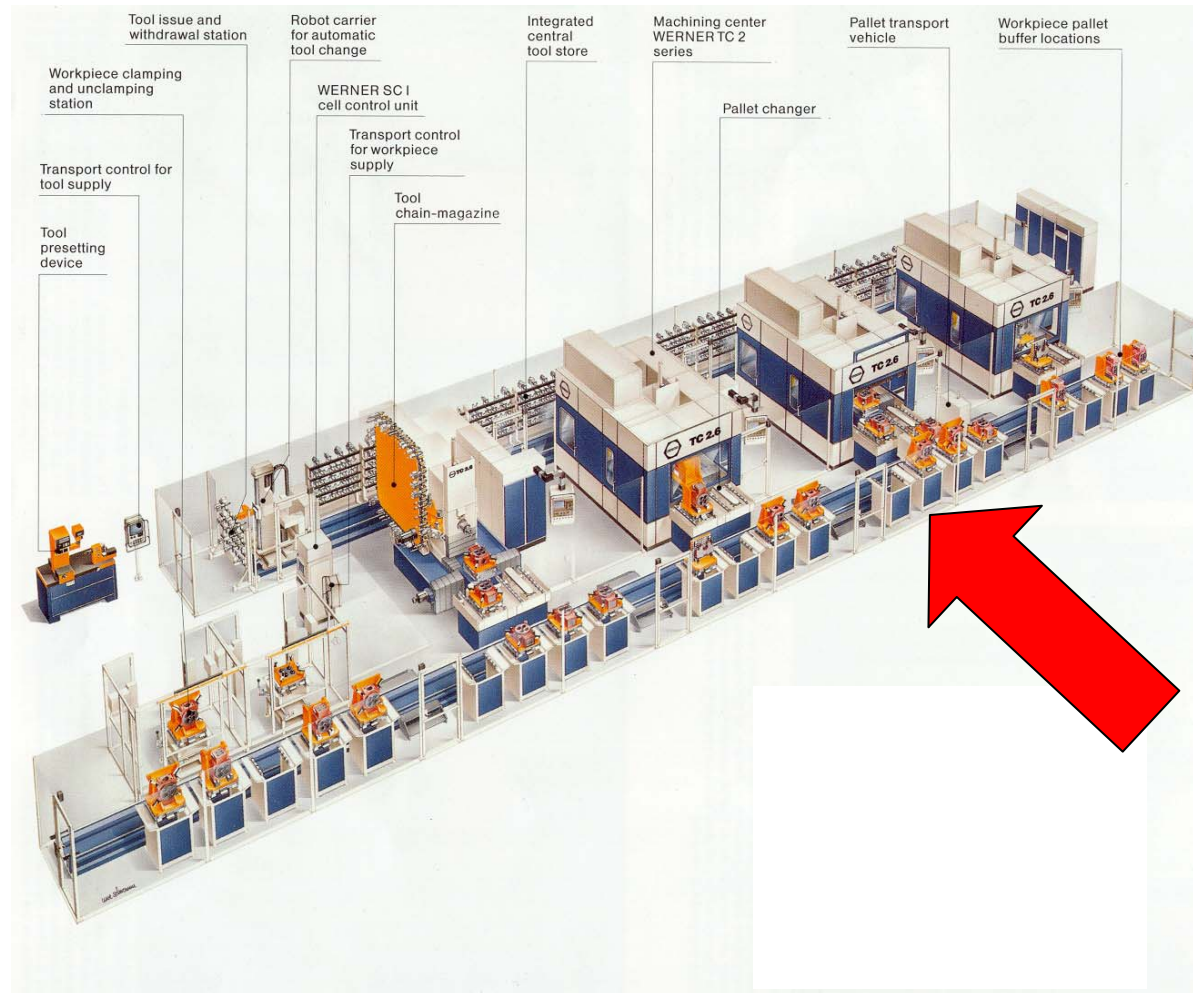 Tool issue and
withdrawal station
Robot carrier
for automatic
tool change
Integrated
central
tool store
Machining center
WERNER TC 2
series
Pallet transport
vehicle
Workpiece pallet
buffer locations
Workpiece clamping
and unclamping
station
WERNER SC I
cell control unit
Pallet changer
Transport control
for workpiece
supply
Transport control for
tool supply
Tool
chain-magazine
Tool
presetting
device
TC 2.6
TC 2.6
TC 2.6
TC 2.6